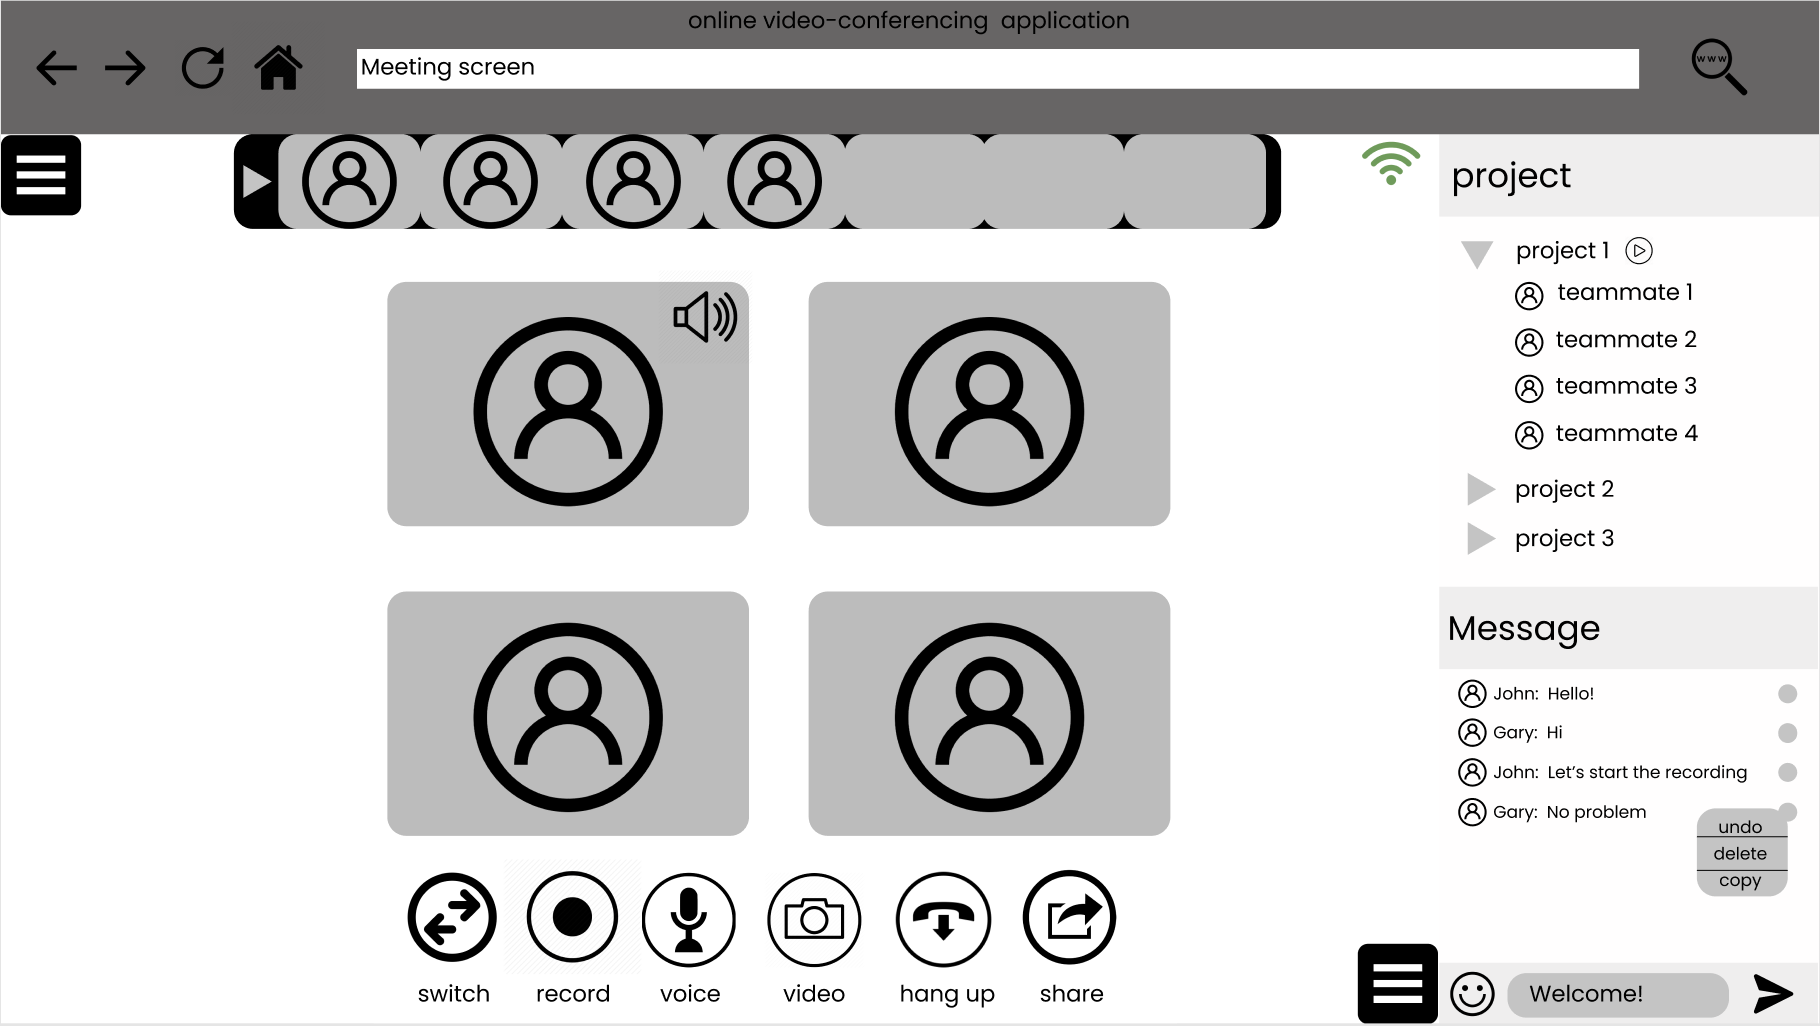 online video-conferencing application
Meeting screen
www
project
project 1
teammate 1
teammate 2
teammate 3
teammate 4
project 2
project 3
Message
John: Hello!
Gary: Hi
John: Let's start the recording
Gary: No problem
undo
delete
copy
switch
record
voice
video
hang up
share
Welcome!